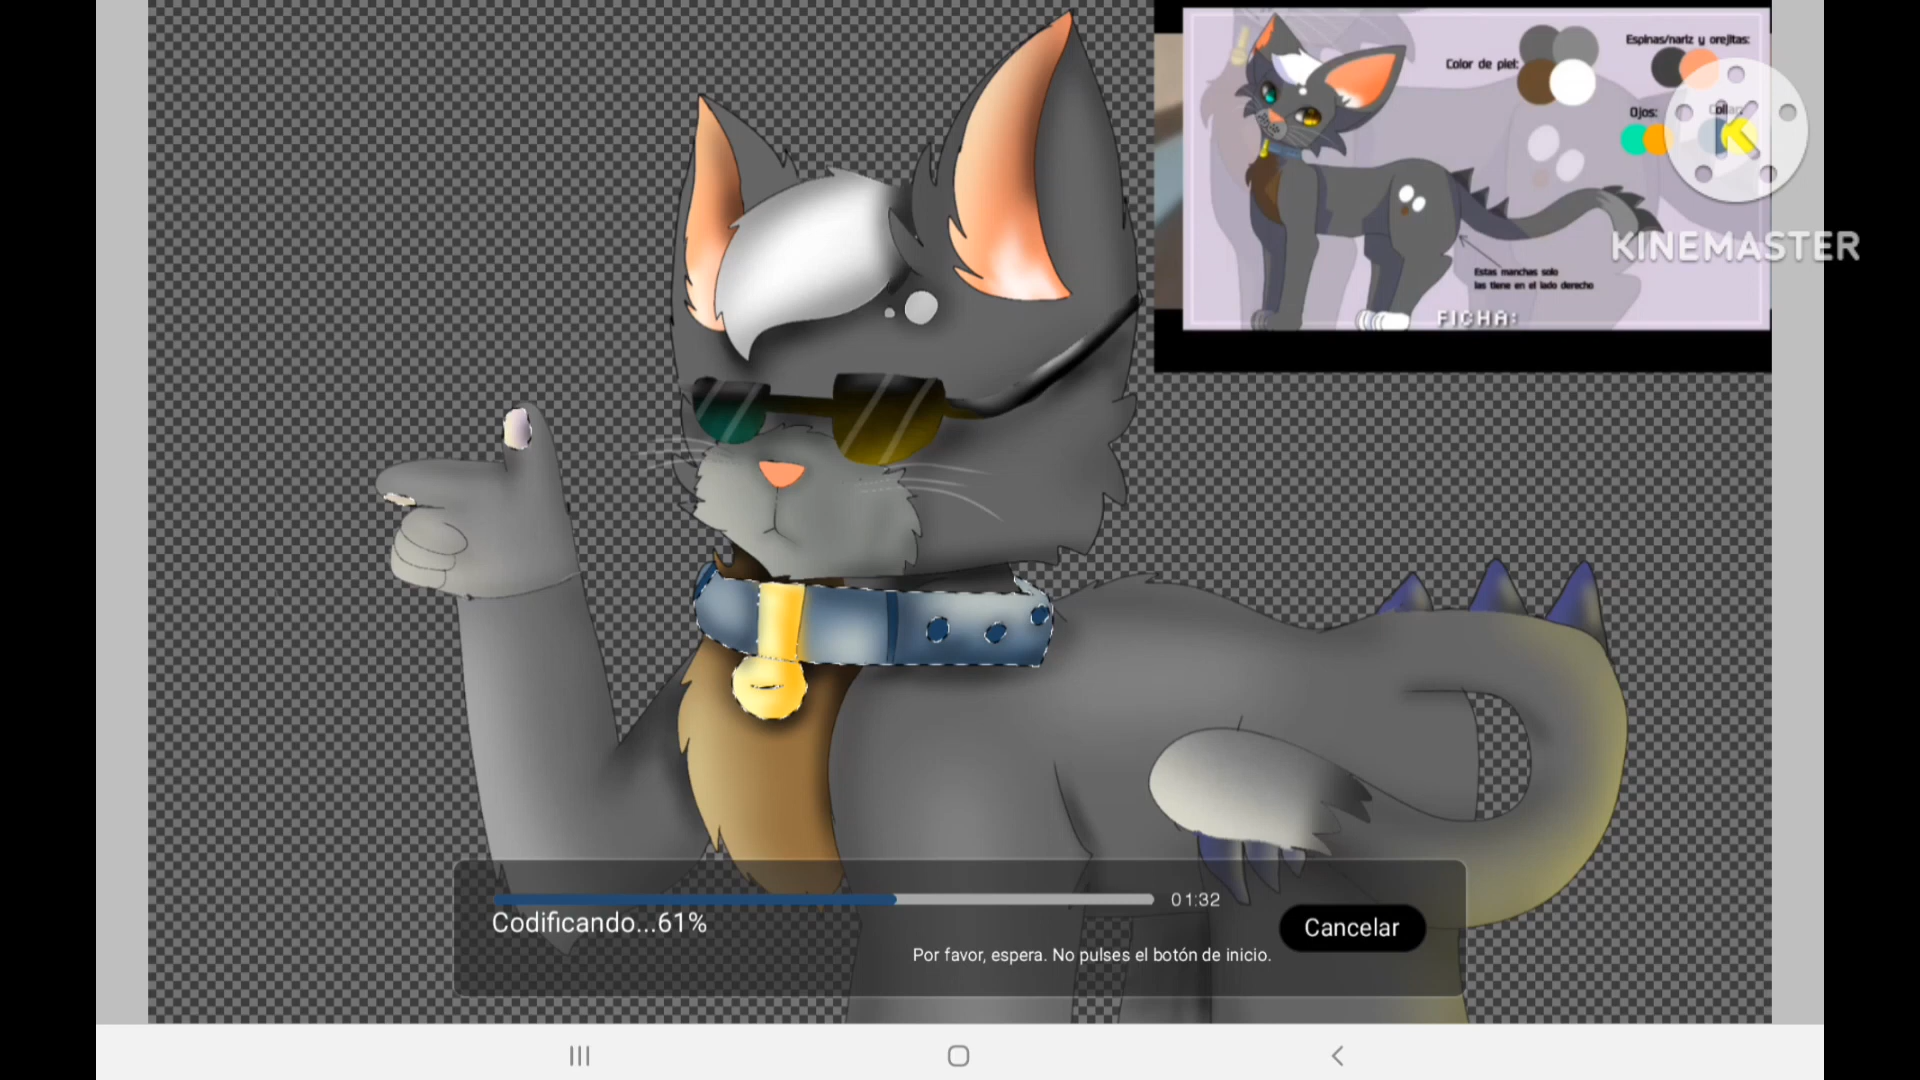 Espinas/nariz y orejitas:
Color de piel:
Ojos:
Collar:
KINEMASTER
Estas manchas solo
las tiene en el lado derecho
FICHA:
01:32
Codificando...61%
Cancelar
Por favor, espera. No pulses el botón de inicio.